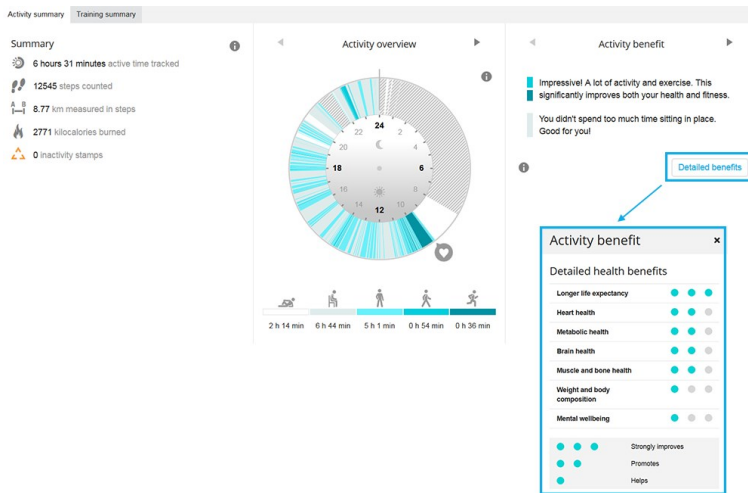 Activity summary
Training summary
Summary
6 hours 31 minutes active time tracked
12545 steps counted
A B
8.77 km measured in steps
2771 kilocalories burned
0 inactivity stamps
Activity overview
24
2
4
6
8
10
12
14
16
18
20
22
2 h 14 min
6 h 44 min
5 h 1 min
0 h 54 min
0 h 36 min
Activity benefit
Impressive! A lot of activity and exercise. This
significantly improves both your health and fitness.
You didn't spend too much time sitting in place.
Good for you!
Detailed benefits
Activity benefit
×
Detailed health benefits
Longer life expectancy
Heart health
Metabolic health
Brain health
Muscle and bone health
Weight and body
composition
Mental wellbeing
Strongly improves
Promotes
Helps